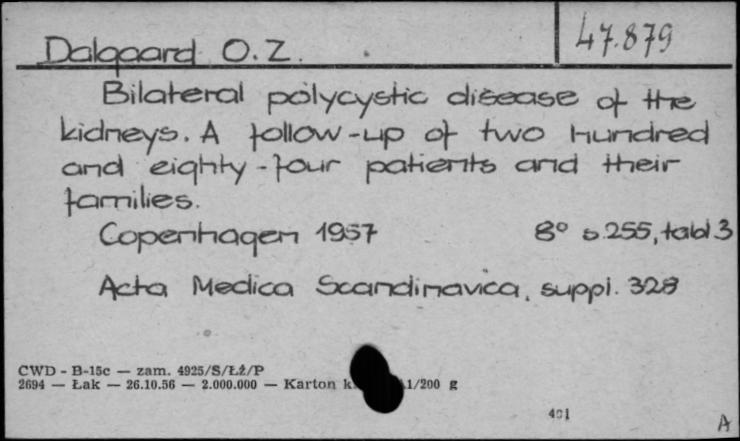 Dalgaard O.Z. 47.879
Bilateral polycystic disease of the
kidneys. A follow-up of two hundred
and eighty-four patients and their
families.
Copenhagen 1957 8° s.255, tabl.3
Acta Medica Scandinavica, suppl. 328
CWD - B-15c — zam. 4925/S/ŁŻ/P
2694 — Łak — 26.10.56 — 2.000.000 — Karton 1/200 g
401
A